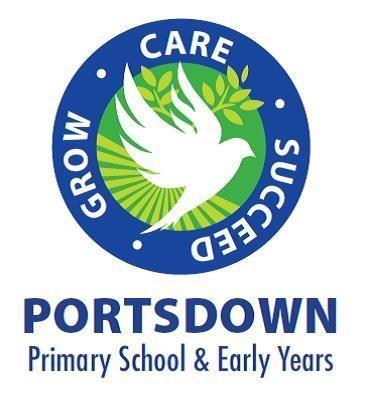 GROW • CARE • SUCCEED •
PORTSDOWN
Primary School & Early Years